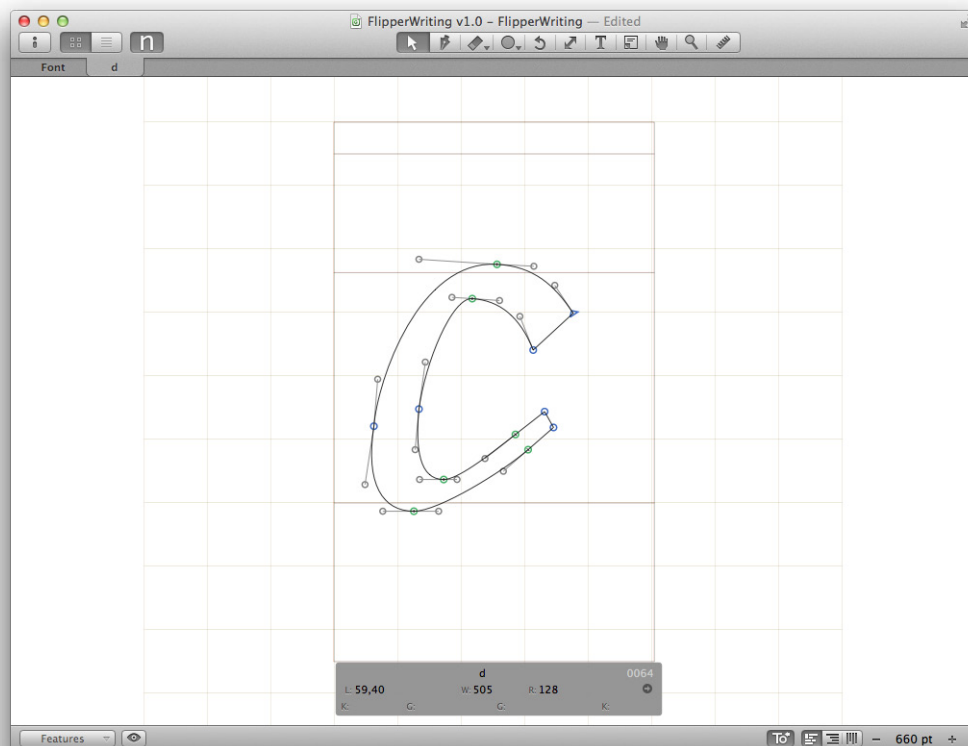 FlipperWriting v1.0 – FlipperWriting — Edited
n T
Font d
d 0064
L: 59,40 W: 505 R: 128
K: G: G: K:
Features 660 pt